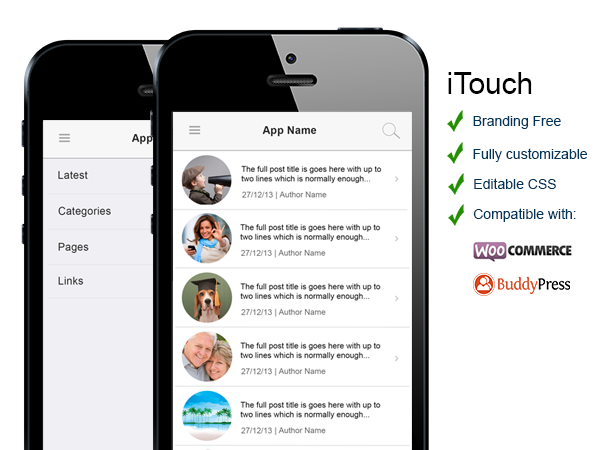 App
Latest
Categories
Pages
Links
App Name
The full post title is goes here with up to
two lines which is normally enough...
27/12/13 | Author Name
The full post title is goes here with up to
two lines which is normally enough...
27/12/13 | Author Name
The full post title is goes here with up to
two lines which is normally enough...
27/12/13 | Author Name
The full post title is goes here with up to
two lines which is normally enough...
27/12/13 | Author Name
The full post title is goes here with up to
two lines which is normally enough...
27/12/13 | Author Name
iTouch
Branding Free
Fully customizable
Editable CSS
Compatible with:
WOO COMMERCE
BuddyPress